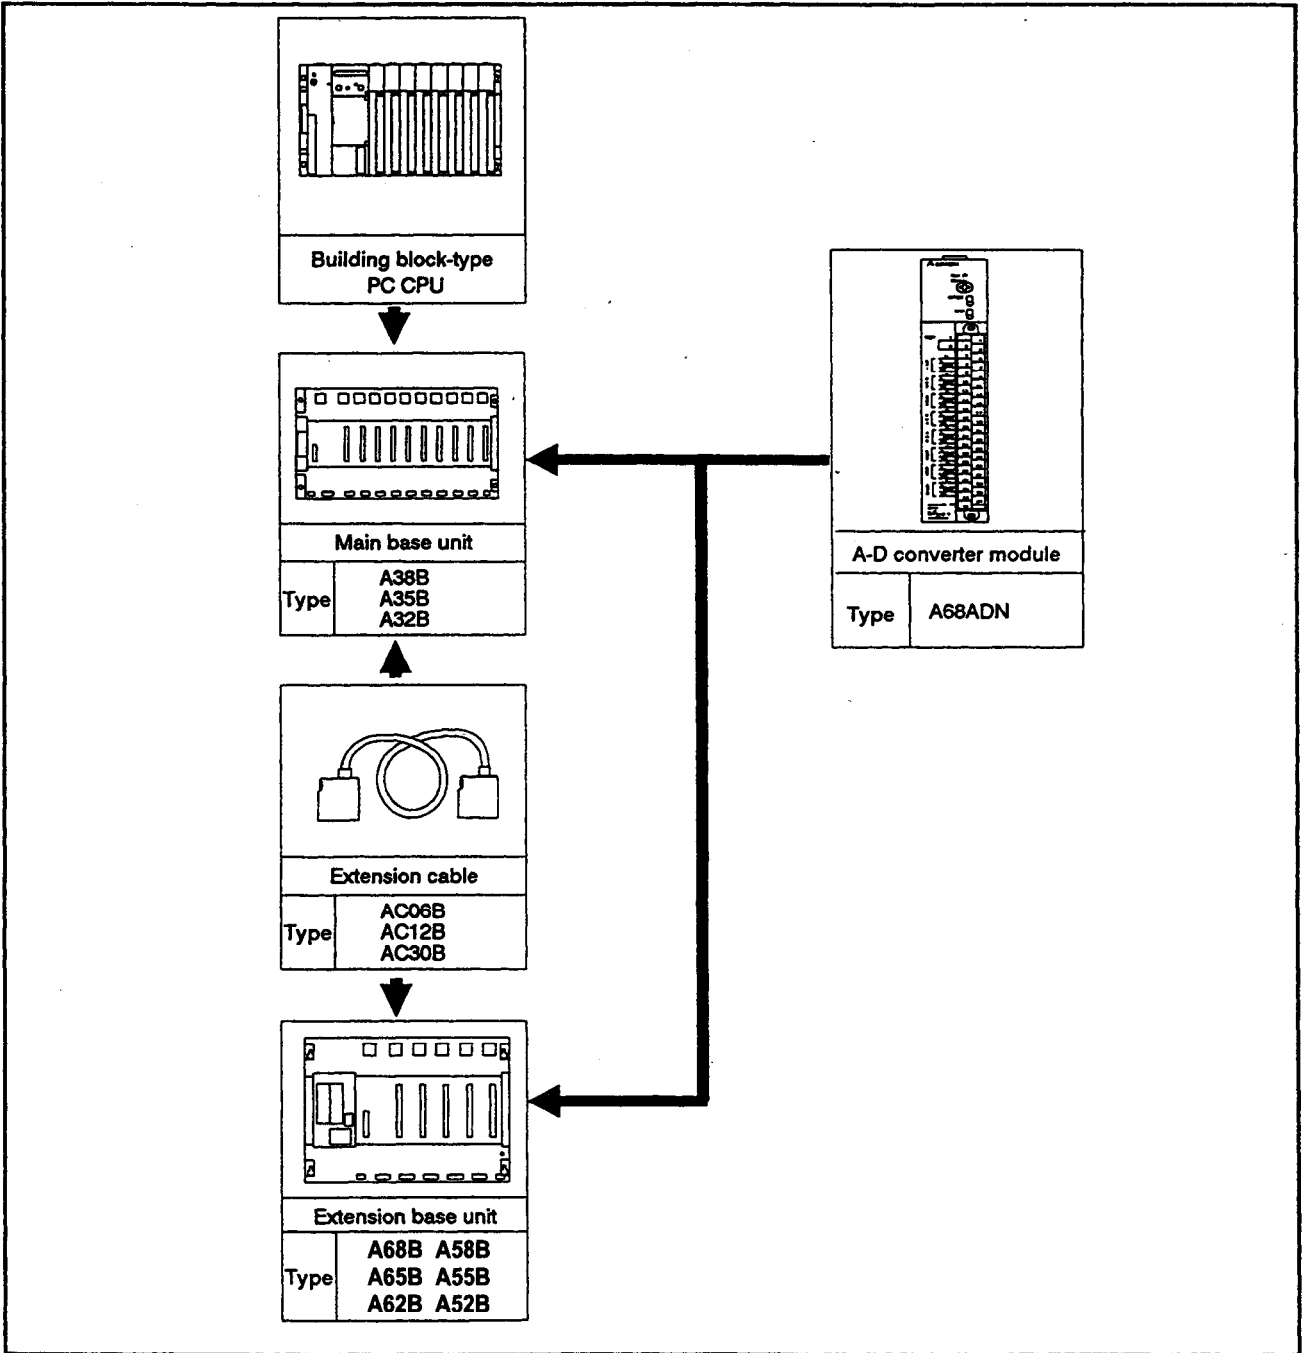 Building block-type
PC CPU
Main base unit
Type
A38B
A35B
A32B
Extension cable
Type
AC06B
AC12B
AC30B
Extension base unit
Type
A68B A58B
A65B A55B
A62B A52B
A-D converter module
Type
A68ADN